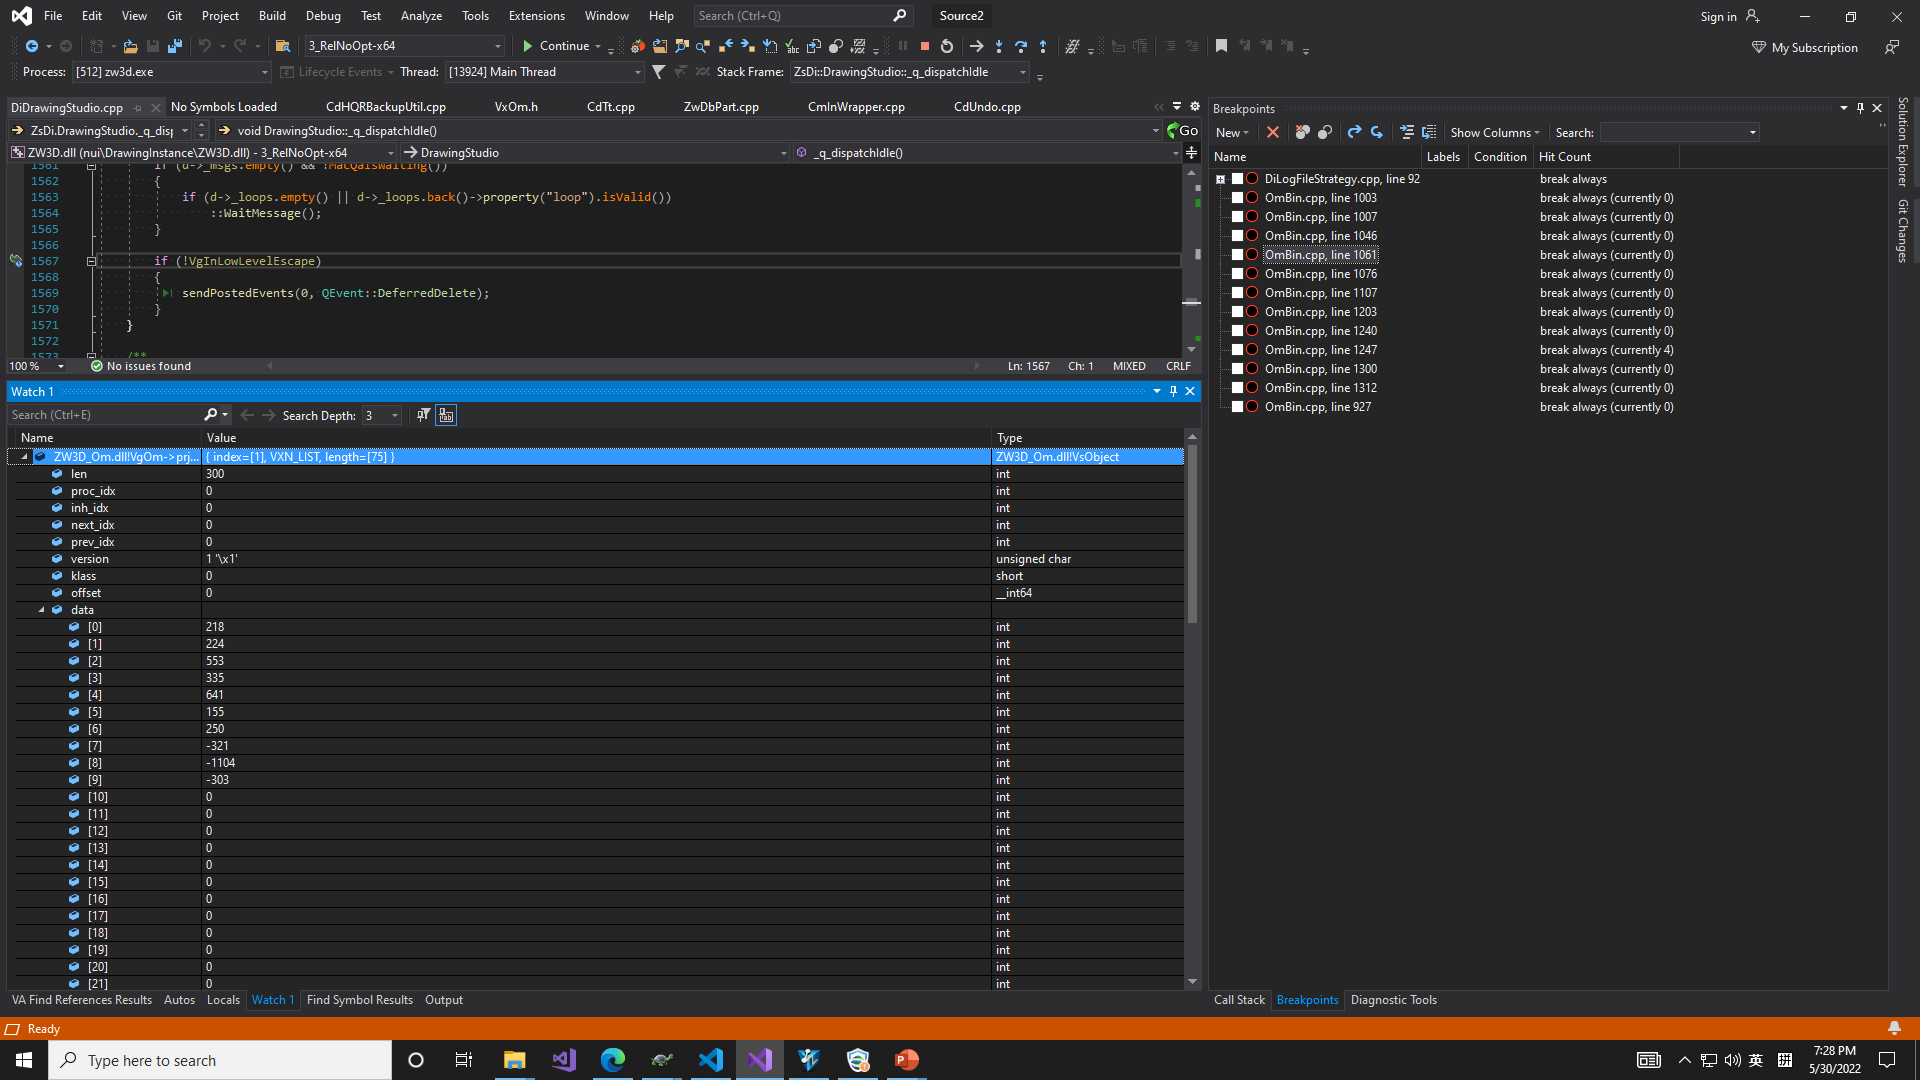 File Edit View Git Project Build Debug Test Analyze Tools Extensions Window Help Search (Ctrl+Q) Source2 Sign in
3_RelNoOpt-x64 Continue My Subscription
Process: [512] zw3d.exe Lifecycle Events Thread: [13924] Main Thread Stack Frame: ZsDi::DrawingStudio::_q_dispatchIdle
DiDrawingStudio.cpp No Symbols Loaded CdHQRBackupUtil.cpp VxOm.h CdTt.cpp ZwDbPart.cpp CmInWrapper.cpp CdUndo.cpp
ZsDi.DrawingStudio._q_disp void DrawingStudio::_q_dispatchIdle() Go
ZW3D.dll (nui\DrawingInstance\ZW3D.dll) - 3_RelNoOpt-x64 DrawingStudio _q_dispatchIdle()
1561 if (d->_msgs.empty() && !MacQaIsWaiting())
1562 {
1563 if (d->_loops.empty() || d->_loops.back()->property("loop").isValid())
1564 ::WaitMessage();
1565 }
1566
1567 if (!VgInLowLevelEscape)
1568 {
1569 sendPostedEvents(0, QEvent::DeferredDelete);
1570 }
1571 }
1572
1573 /**
100 % No issues found Ln: 1567 Ch: 1 MIXED CRLF
Watch 1
Search (Ctrl+E) Search Depth: 3
Name Value Type
ZW3D_Om.dll!VgOm->prj... { index=[1], VXN_LIST, length=[75] } ZW3D_Om.dll!VsObject
len 300 int
proc_idx 0 int
inh_idx 0 int
next_idx 0 int
prev_idx 0 int
version 1 '\x1' unsigned char
klass 0 short
offset 0 __int64
data
[0] 218 int
[1] 224 int
[2] 553 int
[3] 335 int
[4] 641 int
[5] 155 int
[6] 250 int
[7] -321 int
[8] -1104 int
[9] -303 int
[10] 0 int
[11] 0 int
[12] 0 int
[13] 0 int
[14] 0 int
[15] 0 int
[16] 0 int
[17] 0 int
[18] 0 int
[19] 0 int
[20] 0 int
[21] 0 int
VA Find References Results Autos Locals Watch 1 Find Symbol Results Output
Breakpoints
New Show Columns Search:
Name Labels Condition Hit Count
DiLogFileStrategy.cpp, line 92 break always
OmBin.cpp, line 1003 break always (currently 0)
OmBin.cpp, line 1007 break always (currently 0)
OmBin.cpp, line 1046 break always (currently 0)
OmBin.cpp, line 1061 break always (currently 0)
OmBin.cpp, line 1076 break always (currently 0)
OmBin.cpp, line 1107 break always (currently 0)
OmBin.cpp, line 1203 break always (currently 0)
OmBin.cpp, line 1240 break always (currently 0)
OmBin.cpp, line 1247 break always (currently 4)
OmBin.cpp, line 1300 break always (currently 0)
OmBin.cpp, line 1312 break always (currently 0)
OmBin.cpp, line 927 break always (currently 0)
Call Stack Breakpoints Diagnostic Tools
Solution Explorer
Git Changes
Ready
Type here to search 英 拼 7:28 PM
5/30/2022